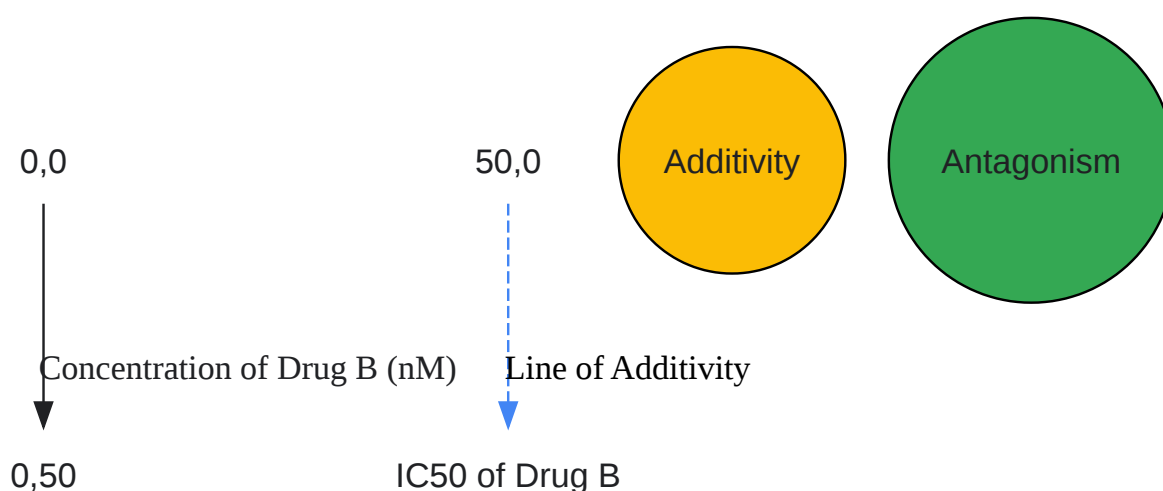 0,0
50,0
Additivity
Antagonism
Concentration of Drug B (nM)
Line of Additivity
0,50
IC50 of Drug B